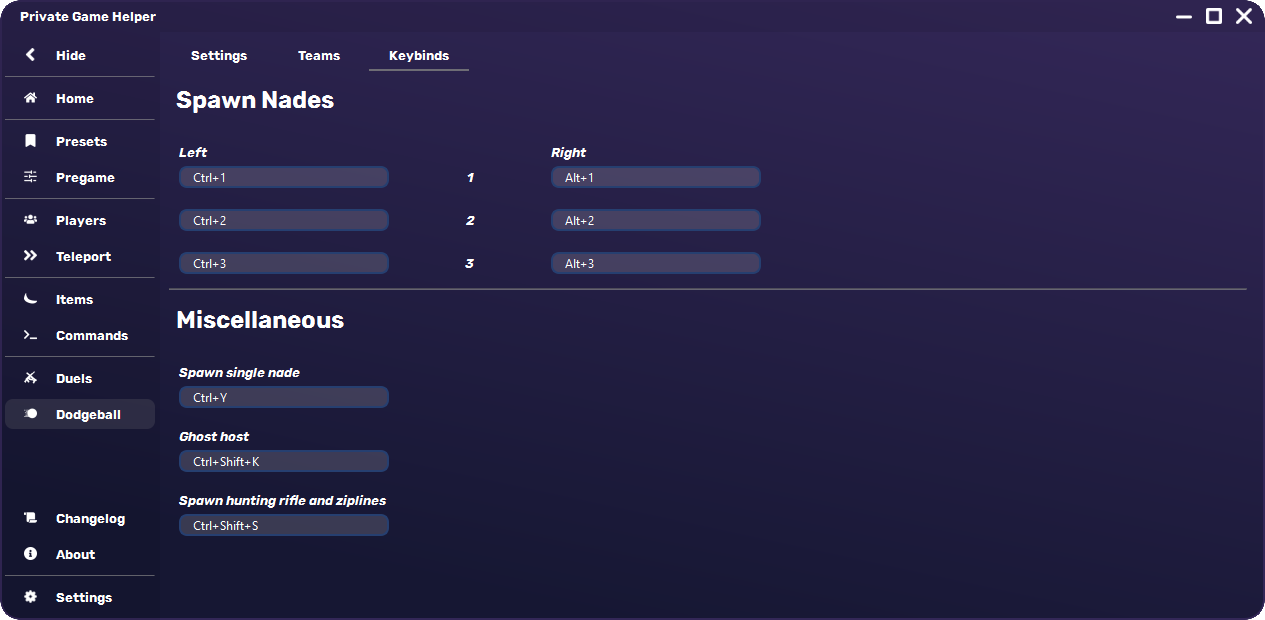 Private Game Helper
Hide
Home
Presets
Pregame
Players
Teleport
Items
Commands
Duels
Dodgeball
Changelog
About
Settings
Settings Teams Keybinds
Spawn Nades
Left Right
Ctrl+1 1 Alt+1
Ctrl+2 2 Alt+2
Ctrl+3 3 Alt+3
Miscellaneous
Spawn single nade
Ctrl+Y
Ghost host
Ctrl+Shift+K
Spawn hunting rifle and ziplines
Ctrl+Shift+S